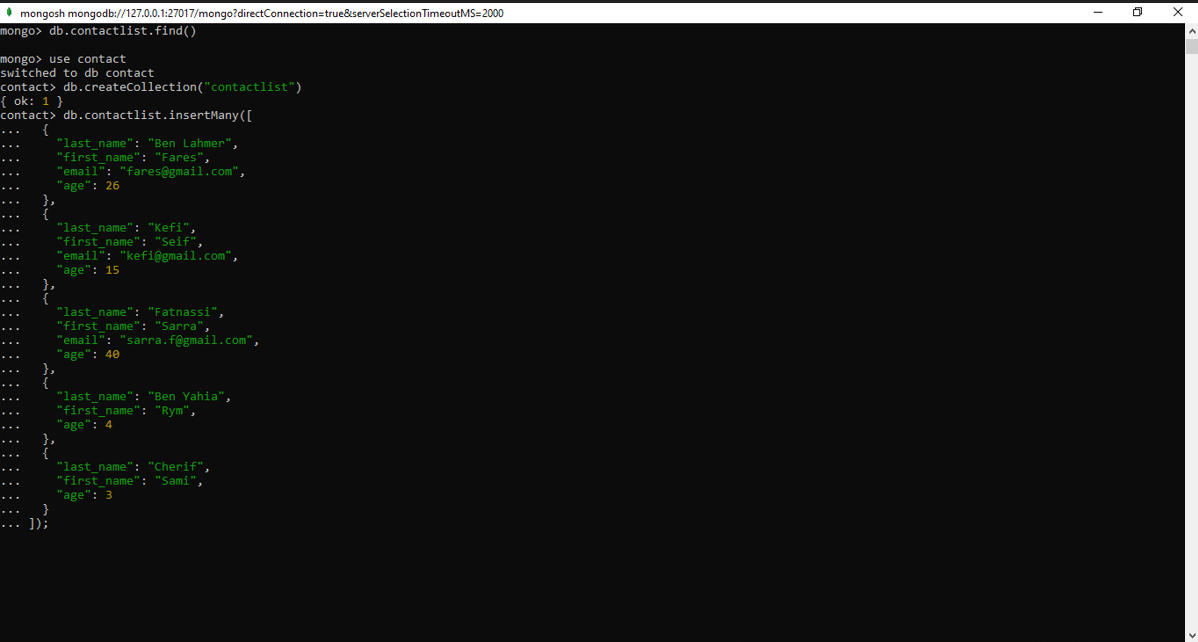 mongosh mongodb://127.0.0.1:27017/mongo?directConnection=true&serverSelectionTimeoutMS=2000
mongo> db.contactlist.find()
mongo> use contact
switched to db contact
contact> db.createCollection("contactlist")
{ ok: 1 }
contact> db.contactlist.insertMany([
...   {
...     "last_name": "Ben Lahmer",
...     "first_name": "Fares",
...     "email": "fares@gmail.com",
...     "age": 26
...   },
...   {
...     "last_name": "Kefi",
...     "first_name": "Seif",
...     "email": "kefi@gmail.com",
...     "age": 15
...   },
...   {
...     "last_name": "Fatnassi",
...     "first_name": "Sarra",
...     "email": "sarra.f@gmail.com",
...     "age": 40
...   },
...   {
...     "last_name": "Ben Yahia",
...     "first_name": "Rym",
...     "age": 4
...   },
...   {
...     "last_name": "Cherif",
...     "first_name": "Sami",
...     "age": 3
...   }
... ]);